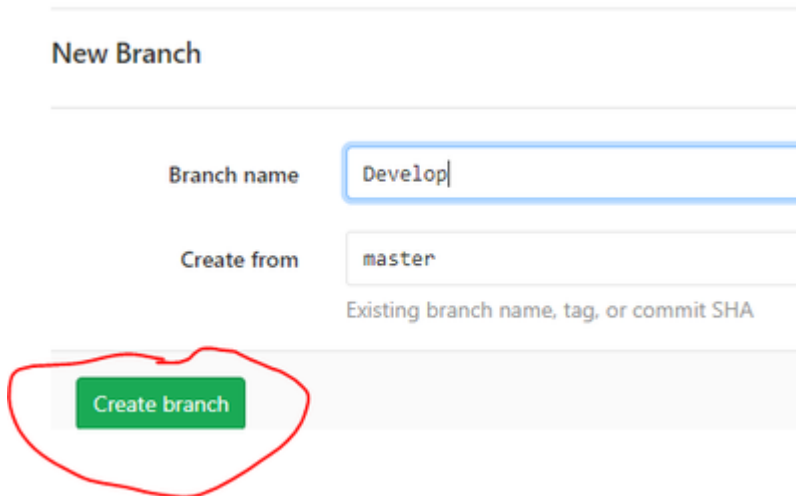 New Branch
Branch name
Develop
Create from
master
Existing branch name, tag, or commit SHA
Create branch